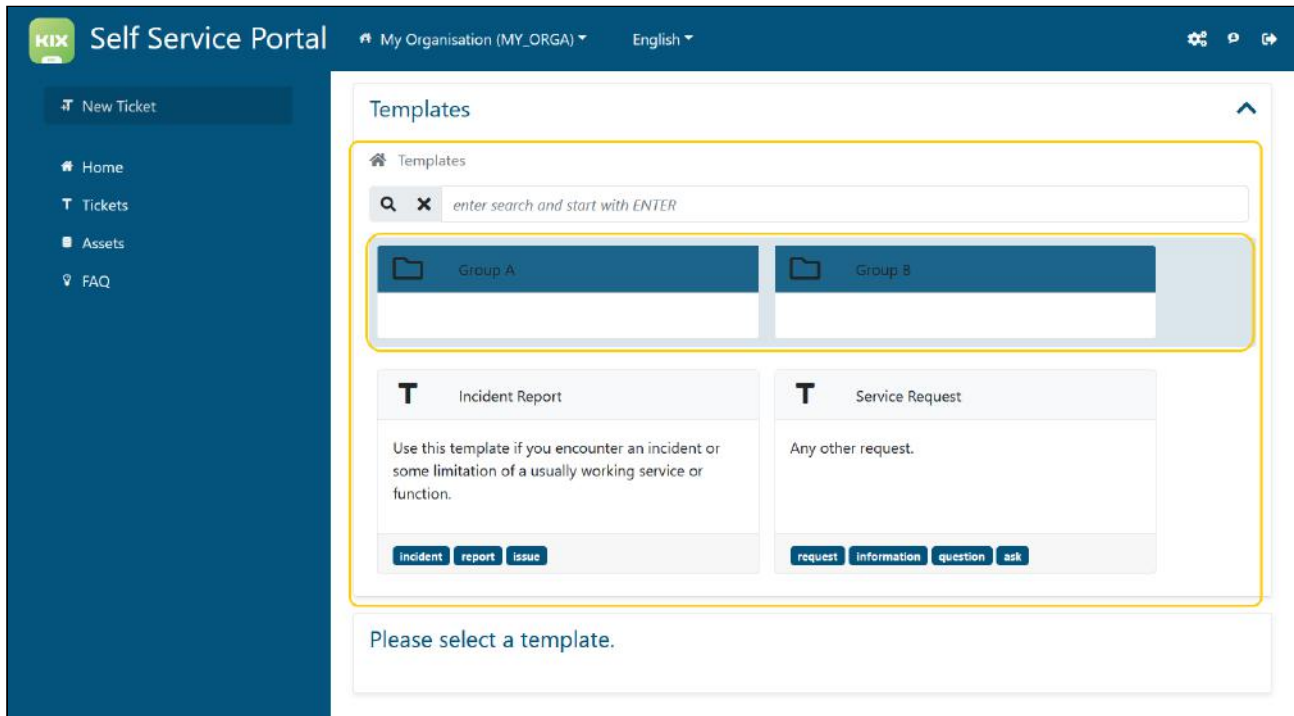 KIX Self Service Portal My Organisation (MY_ORGA) English
New Ticket
Home
Tickets
Assets
FAQ
Templates
Templates
enter search and start with ENTER
Group A
Group B
Incident Report
Use this template if you encounter an incident or
some limitation of a usually working service or
function.
incident report issue
Service Request
Any other request.
request information question ask
Please select a template.